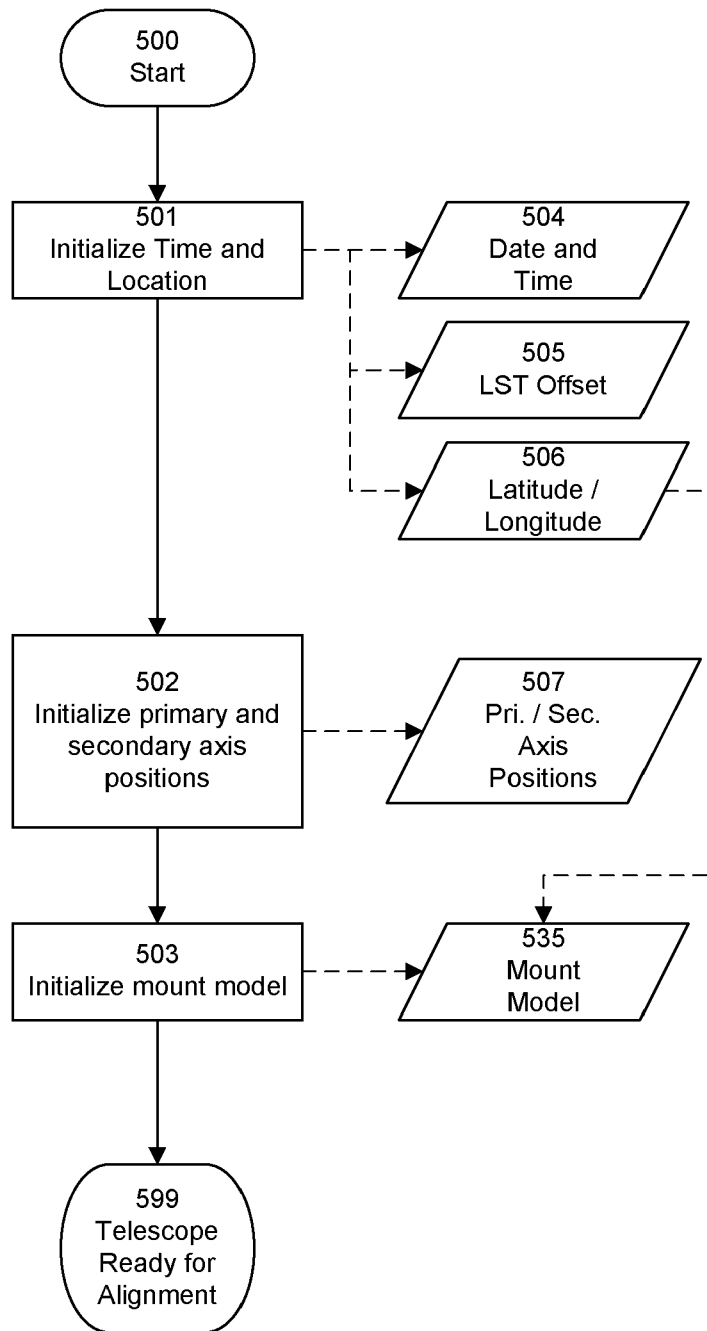 500
Start
501
Initialize Time and
Location
504
Date and
Time
505
LST Offset
506
Latitude /
Longitude
502
Initialize primary and
secondary axis
positions
507
Pri. / Sec.
Axis
Positions
503
Initialize mount model
535
Mount
Model
599
Telescope
Ready for
Alignment